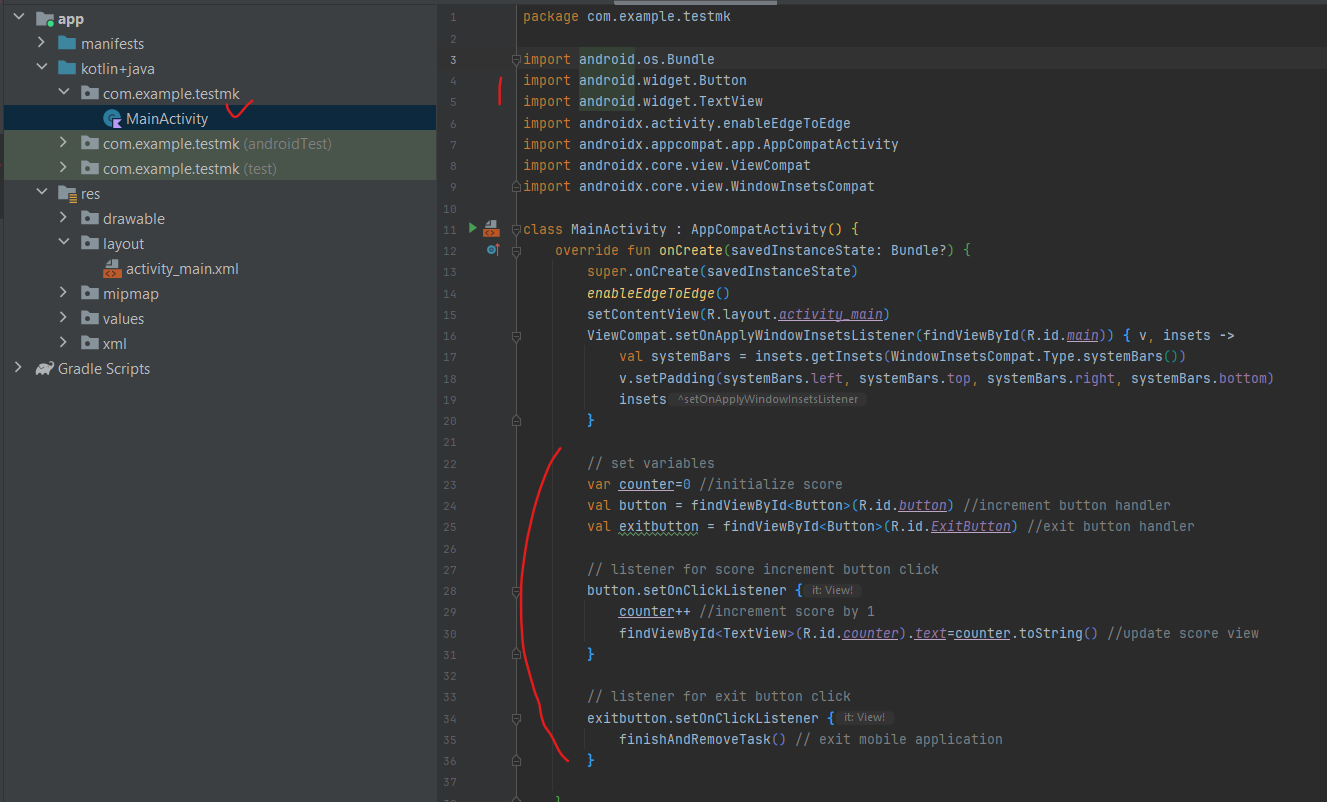 app
manifests
kotlin+java
com.example.testmk
MainActivity
com.example.testmk (androidTest)
com.example.testmk (test)
res
drawable
layout
activity_main.xml
mipmap
values
xml
Gradle Scripts
1 package com.example.testmk
2
3 import android.os.Bundle
4 import android.widget.Button
5 import android.widget.TextView
6 import androidx.activity.enableEdgeToEdge
7 import androidx.appcompat.app.AppCompatActivity
8 import androidx.core.view.ViewCompat
9 import androidx.core.view.WindowInsetsCompat
10
11 class MainActivity : AppCompatActivity() {
12 override fun onCreate(savedInstanceState: Bundle?) {
13 super.onCreate(savedInstanceState)
14 enableEdgeToEdge()
15 setContentView(R.layout.activity_main)
16 ViewCompat.setOnApplyWindowInsetsListener(findViewById(R.id.main)) { v, insets ->
17 val systemBars = insets.getInsets(WindowInsetsCompat.Type.systemBars())
18 v.setPadding(systemBars.left, systemBars.top, systemBars.right, systemBars.bottom)
19 insets ^setOnApplyWindowInsetsListener
20 }
21
22 // set variables
23 var counter=0 //initialize score
24 val button = findViewById<Button>(R.id.button) //increment button handler
25 val exitbutton = findViewById<Button>(R.id.ExitButton) //exit button handler
26
27 // listener for score increment button click
28 button.setOnClickListener { it: View!
29 counter++ //increment score by 1
30 findViewById<TextView>(R.id.counter).text=counter.toString() //update score view
31 }
32
33 // listener for exit button click
34 exitbutton.setOnClickListener { it: View!
35 finishAndRemoveTask() // exit mobile application
36 }
37